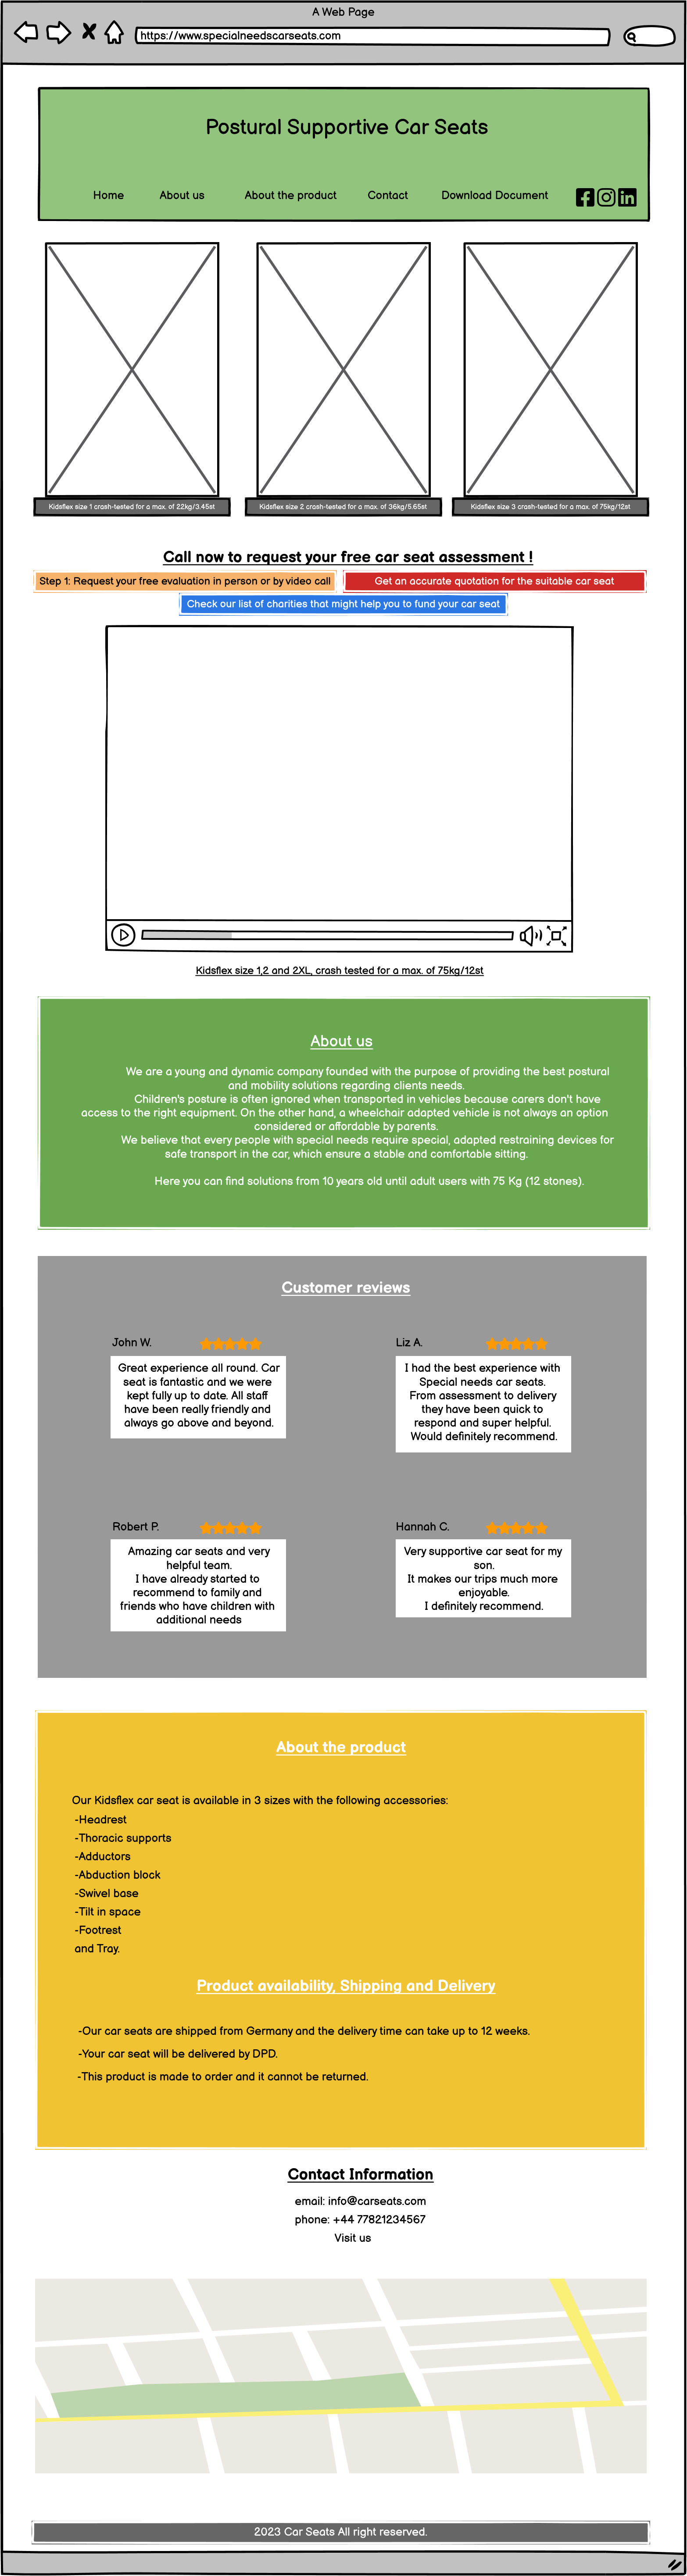 A Web Page
https://www.specialneedscarseats.com
Postural Supportive Car Seats
Home About us About the product Contact Download Document
Kidsflex size 1 crash-tested for a max. of 22kg/3.45st
Kidsflex size 2 crash-tested for a max. of 36kg/5.65st
Kidsflex size 3 crash-tested for a max. of 75kg/12st
Call now to request your free car seat assessment !
Step 1: Request your free evaluation in person or by video call
Get an accurate quotation for the suitable car seat
Check our list of charities that might help you to fund your car seat
Kidsflex size 1,2 and 2XL, crash tested for a max. of 75kg/12st
About us
We are a young and dynamic company founded with the purpose of providing the best postural
and mobility solutions regarding clients needs.
Children's posture is often ignored when transported in vehicles because carers don't have
access to the right equipment. On the other hand, a wheelchair adapted vehicle is not always an option
considered or affordable by parents.
We believe that every people with special needs require special, adapted restraining devices for
safe transport in the car, which ensure a stable and comfortable sitting.
Here you can find solutions from 10 years old until adult users with 75 Kg (12 stones).
Customer reviews
John W.
Great experience all round. Car
seat is fantastic and we were
kept fully up to date. All staff
have been really friendly and
always go above and beyond.
Liz A.
I had the best experience with
Special needs car seats.
From assessment to delivery
they have been quick to
respond and super helpful.
Would definitely recommend.
Robert P.
Amazing car seats and very
helpful team.
I have already started to
recommend to family and
friends who have children with
additional needs
Hannah C.
Very supportive car seat for my
son.
It makes our trips much more
enjoyable.
I definitely recommend.
About the product
Our Kidsflex car seat is available in 3 sizes with the following accessories:
-Headrest
-Thoracic supports
-Adductors
-Abduction block
-Swivel base
-Tilt in space
-Footrest
and Tray.
Product availability, Shipping and Delivery
-Our car seats are shipped from Germany and the delivery time can take up to 12 weeks.
-Your car seat will be delivered by DPD.
-This product is made to order and it cannot be returned.
Contact Information
email: info@carseats.com
phone: +44 77821234567
Visit us
2023 Car Seats All right reserved.